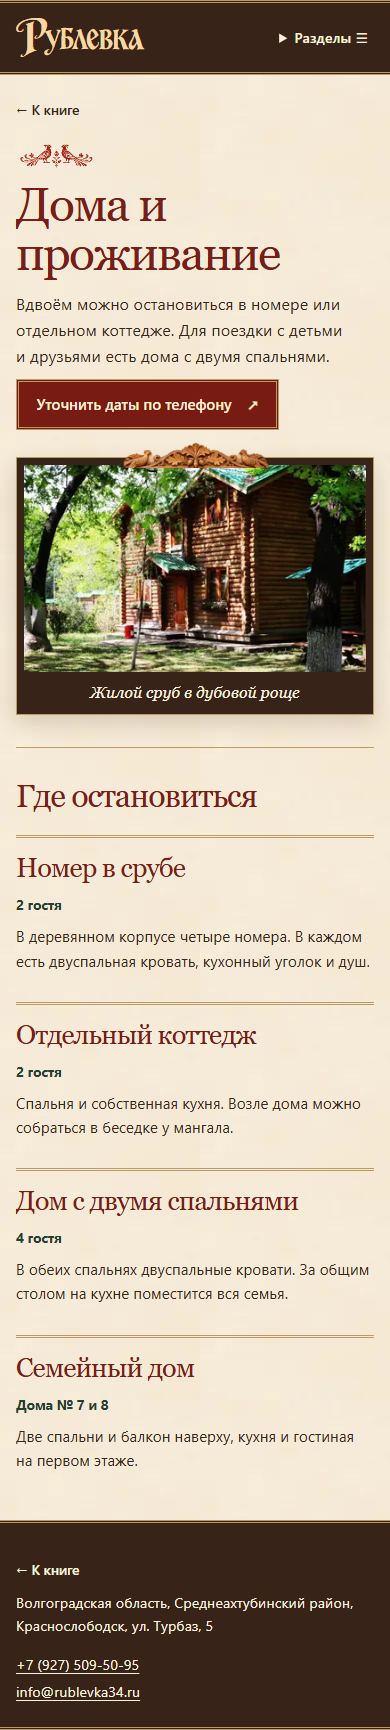 Рублевка
▶ Разделы ☰
← К книге
Дома и
проживание
Вдвоём можно остановиться в номере или
отдельном коттедже. Для поездки с детьми
и друзьями есть дома с двумя спальнями.
Уточнить даты по телефону ↗
Жилой сруб в дубовой роще
Где остановиться
Номер в срубе
2 гостя
В деревянном корпусе четыре номера. В каждом
есть двуспальная кровать, кухонный уголок и душ.
Отдельный коттедж
2 гостя
Спальня и собственная кухня. Возле дома можно
собраться в беседке у мангала.
Дом с двумя спальнями
4 гостя
В обеих спальнях двуспальные кровати. За общим
столом на кухне поместится вся семья.
Семейный дом
Дома № 7 и 8
Две спальни и балкон наверху, кухня и гостиная
на первом этаже.
← К книге
Волгоградская область, Среднеахтубинский район,
Краснослободск, ул. Турбаз, 5
+7 (927) 509-50-95
info@rublevka34.ru